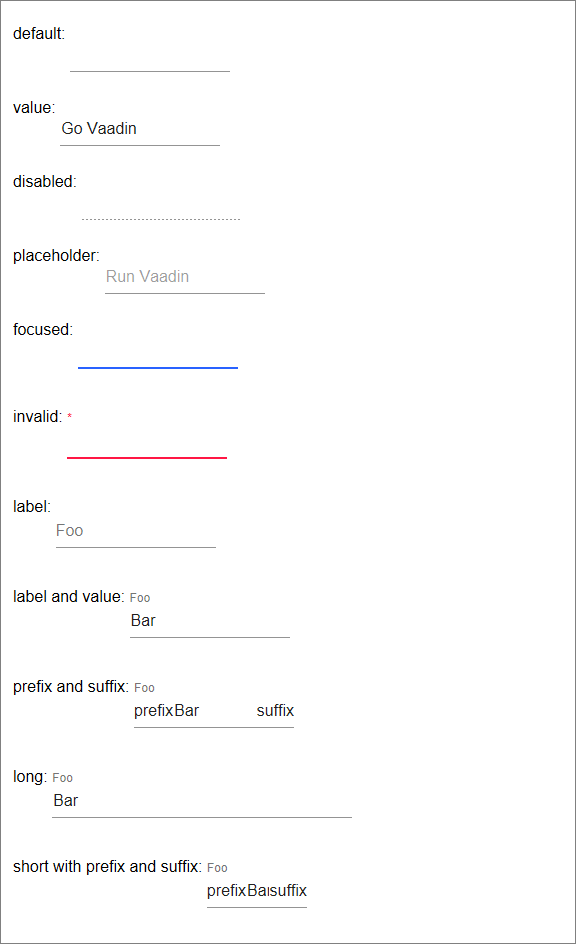 default:
value:
Go Vaadin
disabled:
placeholder:
Run Vaadin
focused:
invalid: *
label:
Foo
label and value: Foo
Bar
prefix and suffix: Foo
prefixBar suffix
long: Foo
Bar
short with prefix and suffix: Foo
prefixBarsuffix